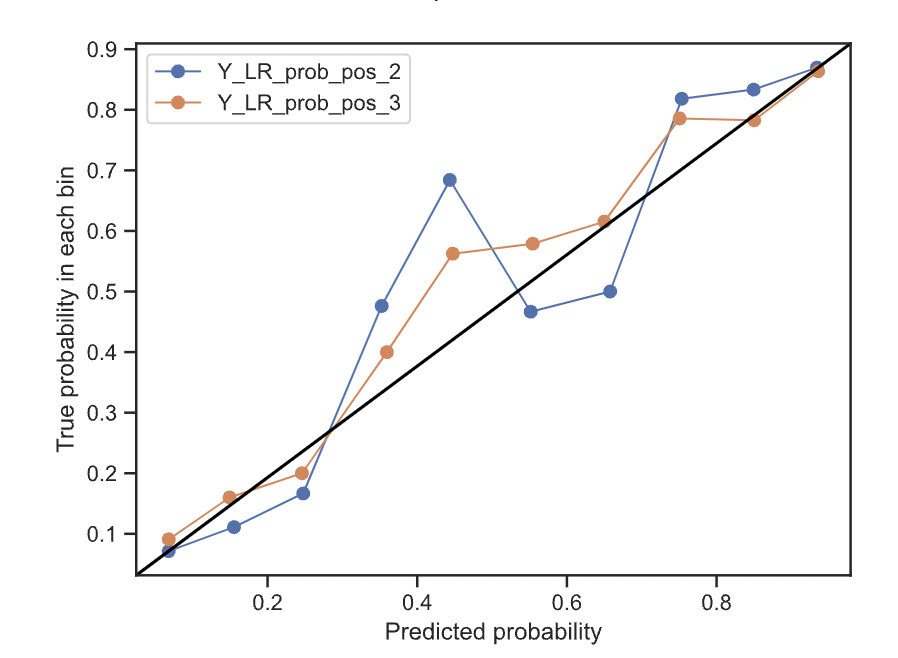 Y_LR_prob_pos_2
Y_LR_prob_pos_3
0.9
0.8
0.7
0.6
0.5
0.4
0.3
0.2
0.1
True probability in each bin
0.2 0.4 0.6 0.8
Predicted probability